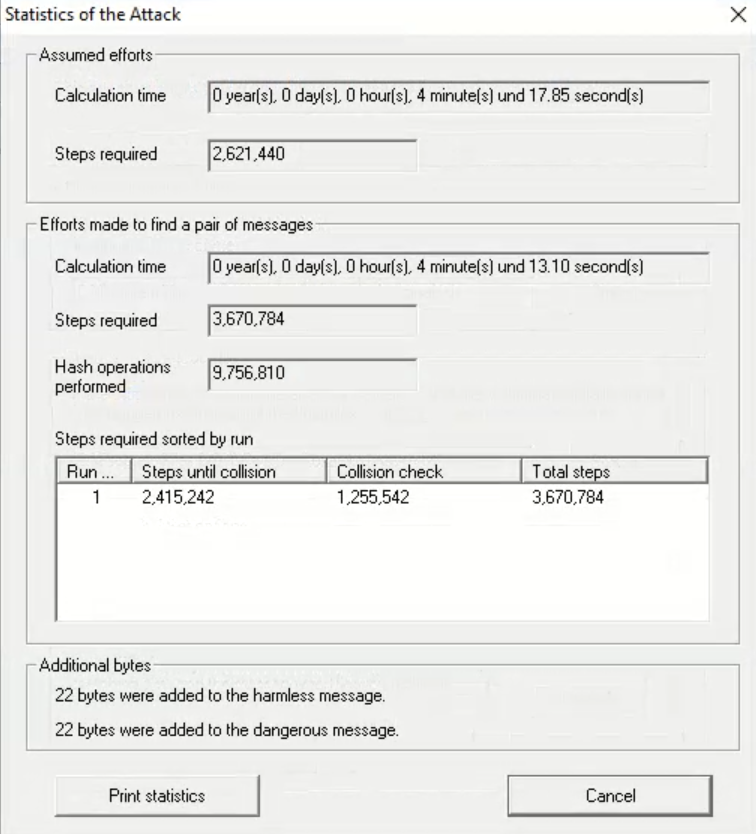 Statistics of the Attack
Assumed efforts
Calculation time 0 year(s), 0 day(s), 0 hour(s), 4 minute(s) und 17.85 second(s)
Steps required 2,621,440
Efforts made to find a pair of messages
Calculation time 0 year(s), 0 day(s), 0 hour(s), 4 minute(s) und 13.10 second(s)
Steps required 3,670,784
Hash operations
performed 9,756,810
Steps required sorted by run
Run ... Steps until collision Collision check Total steps
1 2,415,242 1,255,542 3,670,784
Additional bytes
22 bytes were added to the harmless message.
22 bytes were added to the dangerous message.
Print statistics Cancel